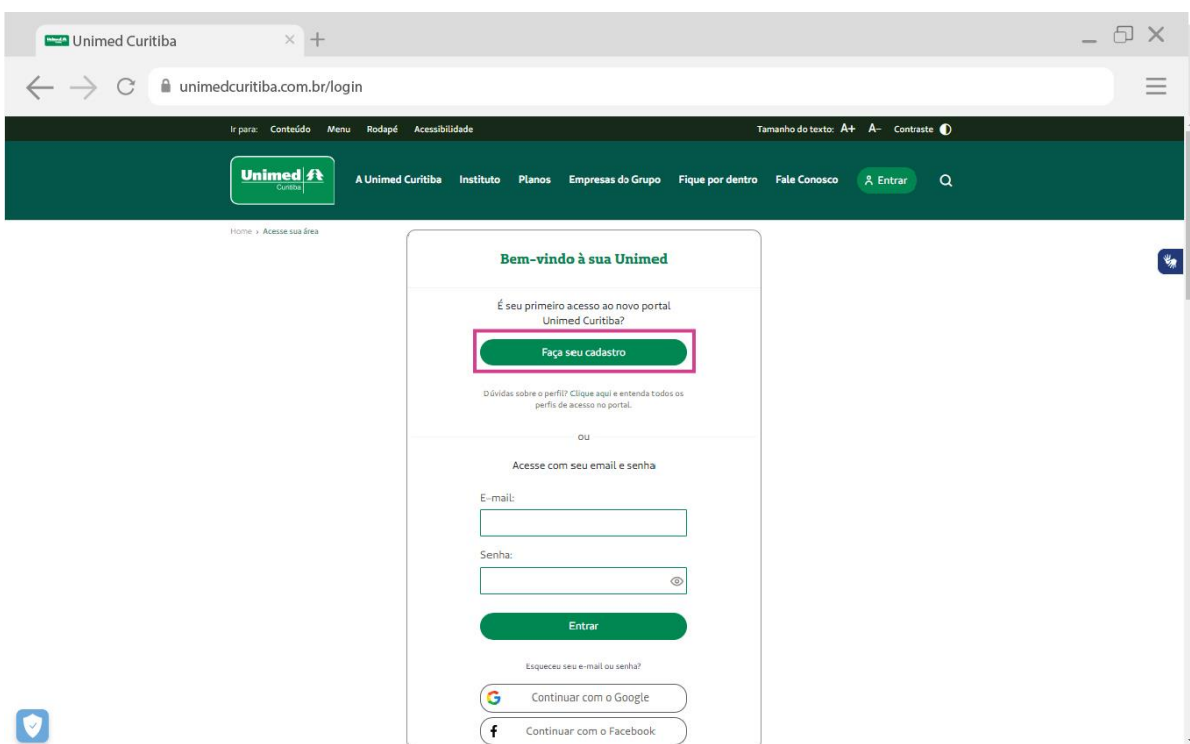 Unimed Curitiba
unimedcuritiba.com.br/login
Ir para: Conteúdo Menu Rodapé Acessibilidade Tamanho do texto: A+ A- Contraste
Unimed
Curitiba
A Unimed Curitiba Instituto Planos Empresas do Grupo Fique por dentro Fale Conosco Entrar
Home › Acesse sua área
Bem-vindo à sua Unimed
É seu primeiro acesso ao novo portal
Unimed Curitiba?
Faça seu cadastro
Dúvidas sobre o perfil? Clique aqui e entenda todos os
perfis de acesso no portal.
ou
Acesse com seu email e senha
E-mail:
Senha:
Entrar
Esqueceu seu e-mail ou senha?
Continuar com o Google
Continuar com o Facebook